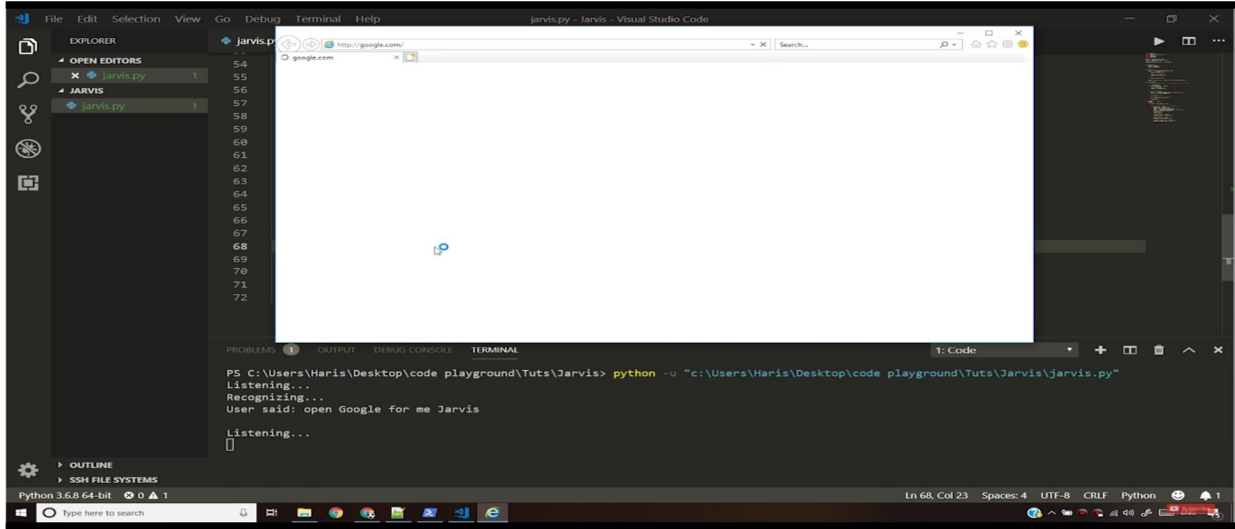 File Edit Selection View Go Debug Terminal Help
jarvis.py - Jarvis - Visual Studio Code
EXPLORER
OPEN EDITORS
jarvis.py 1
JARVIS
jarvis.py 1
jarvis.p
http://google.com/
Search...
google.com
54
55
56
57
58
59
60
61
62
63
64
65
66
67
68
69
70
71
72
PROBLEMS 1 OUTPUT DEBUG CONSOLE TERMINAL
1: Code
PS C:\Users\Haris\Desktop\code playground\Tuts\Jarvis> python -u "c:\Users\Haris\Desktop\code playground\Tuts\Jarvis\jarvis.py"
Listening...
Recognizing...
User said: open Google for me Jarvis
Listening...
OUTLINE
SSH FILE SYSTEMS
Python 3.6.8 64-bit 0 1
Ln 68, Col 23 Spaces: 4 UTF-8 CRLF Python 1
Type here to search